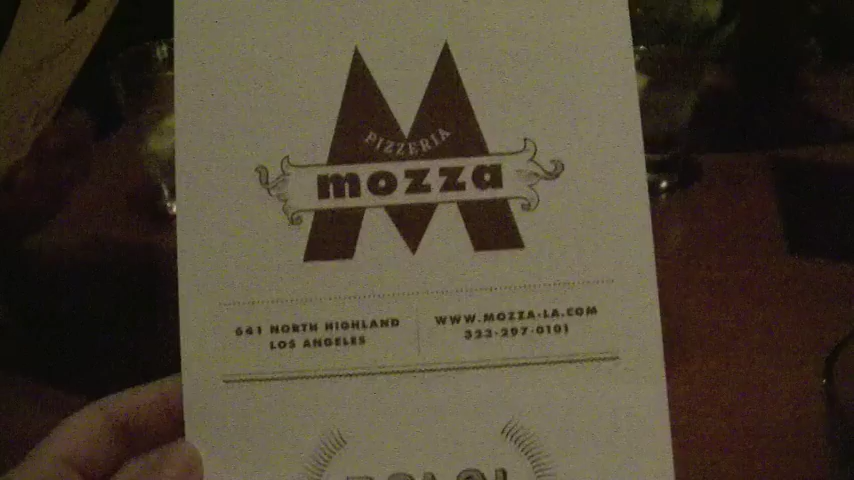 PIZZERIA
mozza
641 NORTH HIGHLAND
LOS ANGELES
WWW.MOZZA-LA.COM
323-297-0101